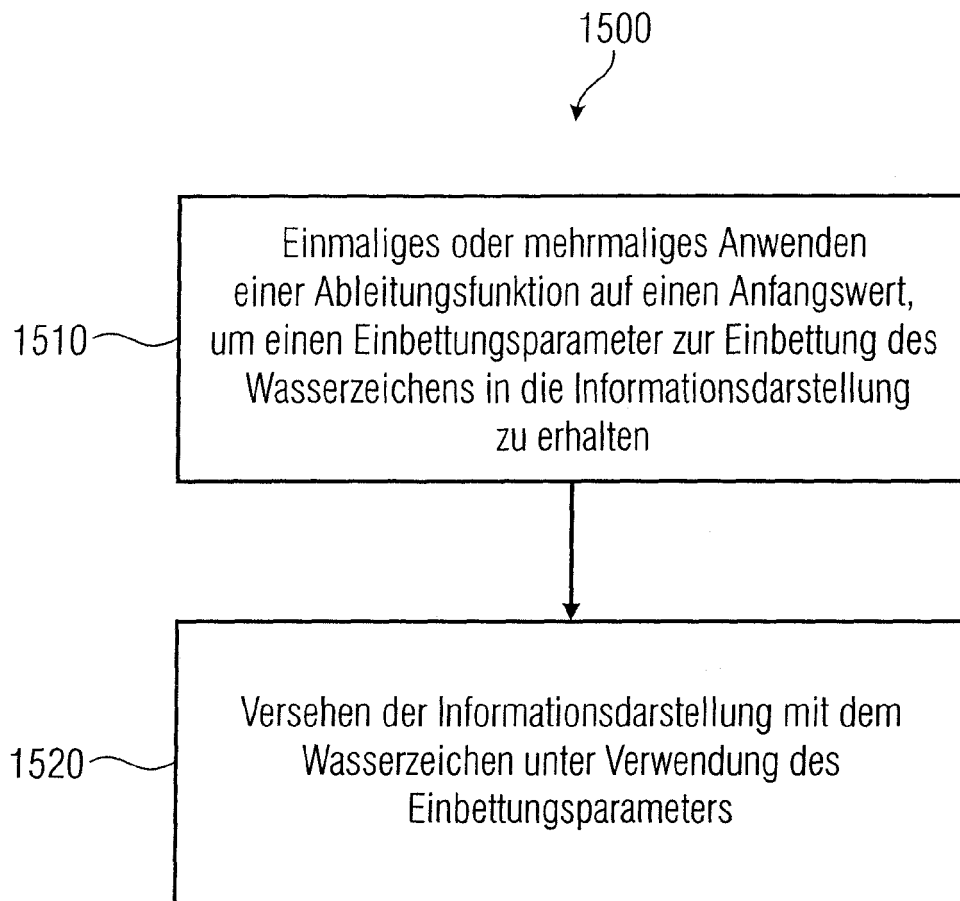 1500
Einmaliges oder mehrmaliges Anwenden
einer Ableitungsfunktion auf einen Anfangswert,
um einen Einbettungsparameter zur Einbettung des
Wasserzeichens in die Informationsdarstellung
zu erhalten
1510
Versehen der Informationsdarstellung mit dem
Wasserzeichen unter Verwendung des
Einbettungsparameters
1520